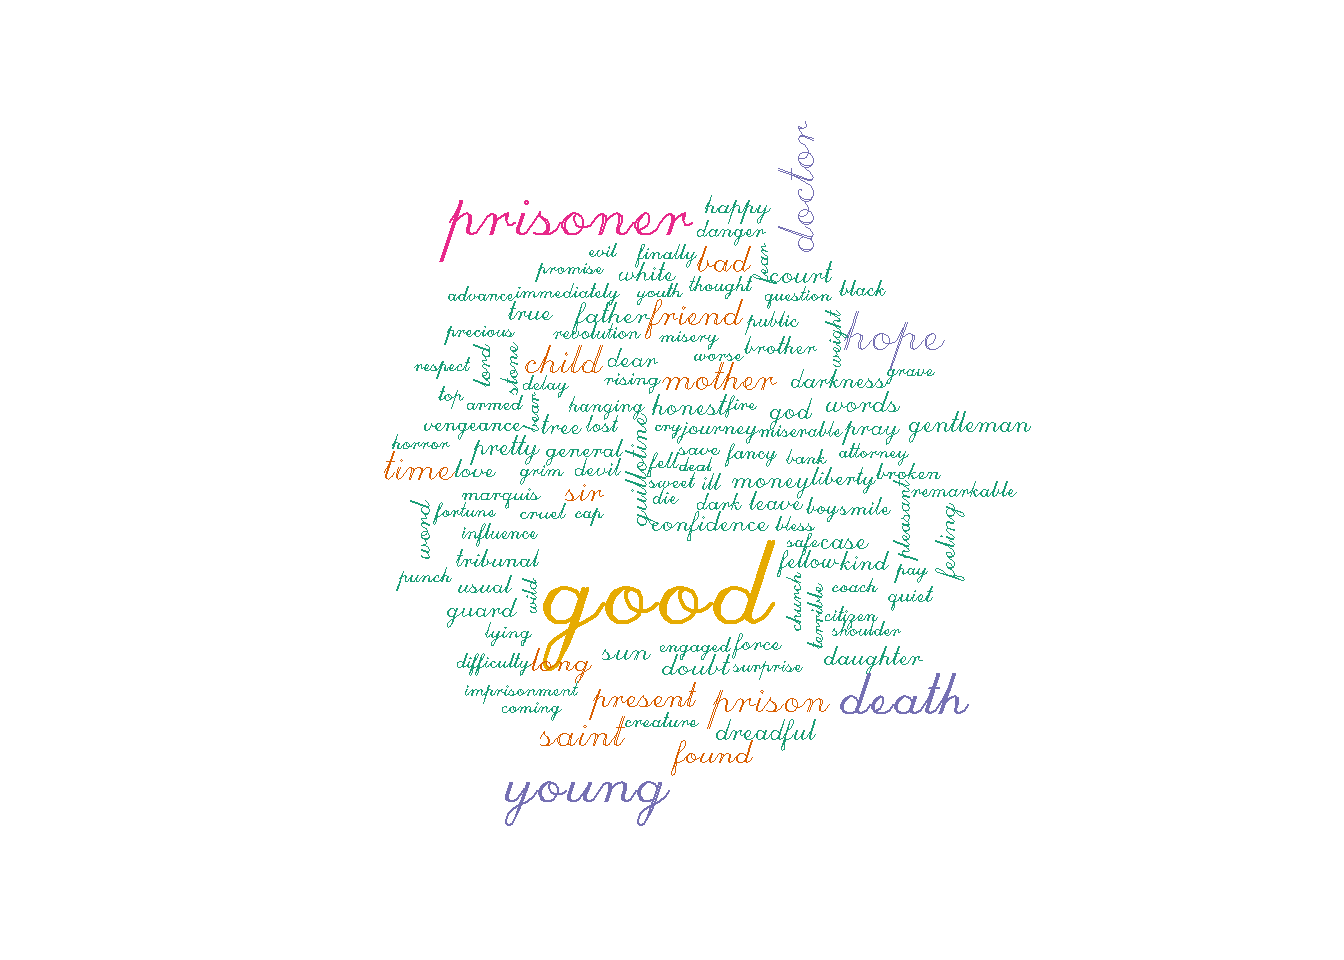 doctor
prisoner
happy
danger
evil
finally
bad
bear
promise
white
thought
court
advance
immediately
youth
question
black
true
father
friend
public
weight
hope
precious
revolution
misery
brother
respect
lord
stone
child
dear
worse
mother
darkness
grave
delay
rising
top
armed
bear
hanging
honest
fire
god
words
vengeance
tree
lost
guillotine
cry
journey
miserable
pray
gentleman
horror
pretty
general
save
fancy
bank
attorney
time
love
grim
devil
fell
deal
sweet
ill
money
liberty
broken
marquis
sir
die
dark
leave
boy
smile
pleasant
remarkable
word
fortune
cruel
cap
confidence
bless
feeling
influence
safe
case
tribunal
good
fellow
kind
punch
usual
wild
church
terrible
coach
pay
guard
quiet
lying
citizen
shoulder
difficulty
long
sun
engaged
force
doubt
surprise
daughter
imprisonment
coming
present
prison
death
saint
creature
dreadful
found
young